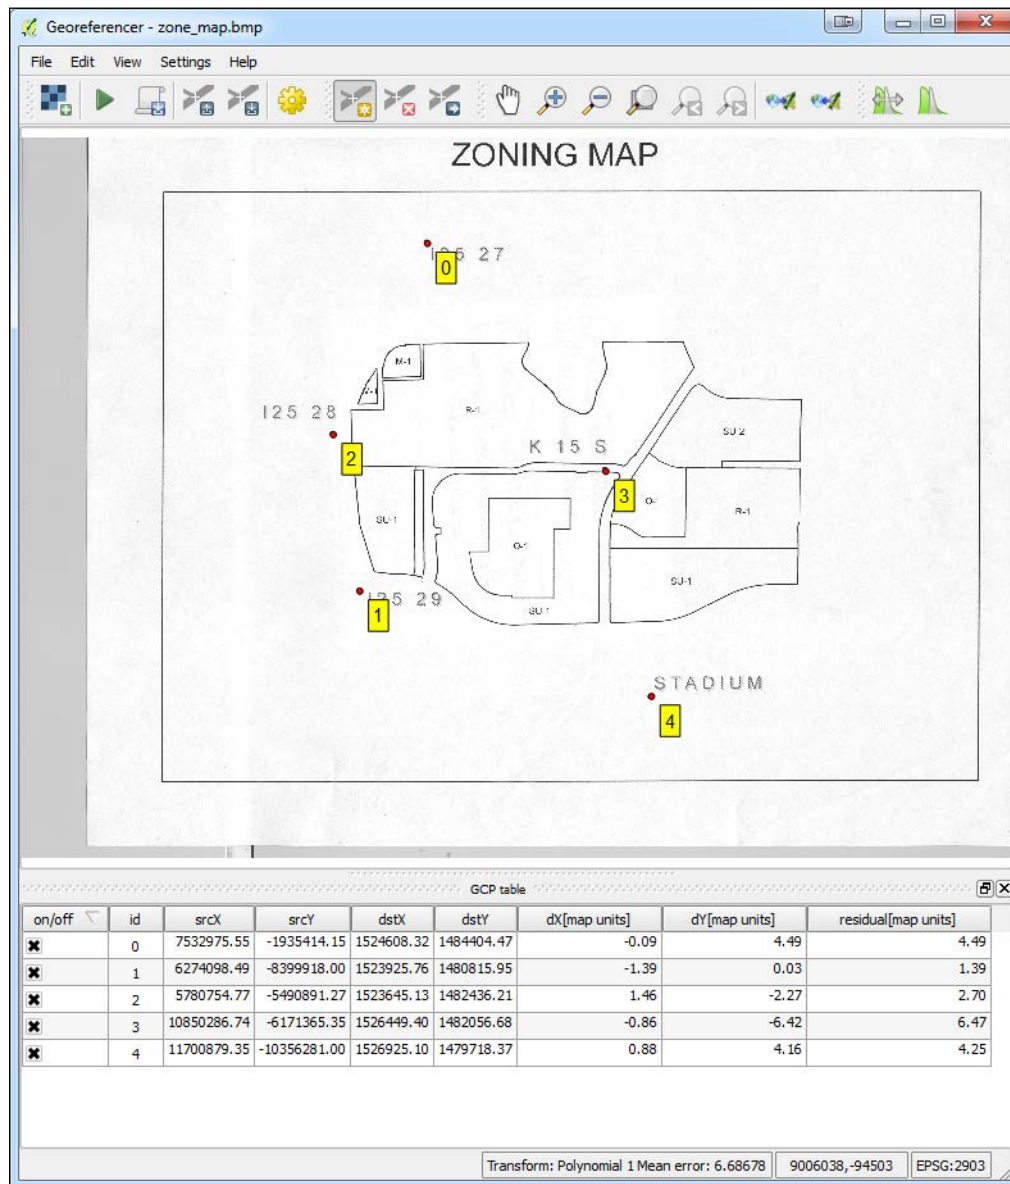 Georeferencer - zone_map.bmp
File Edit View Settings Help
ZONING MAP
I25 27
0
M-1
R-1
I25 28
2
SU 2
K 15 S
3
O-1
R-1
SU-1
O-1
SU-1
I25 29
1
SU-1
STADIUM
4
GCP table
on/off id srcX srcY dstX dstY dX[map units] dY[map units] residual[map units]
0 7532975.55 -1935414.15 1524608.32 1484404.47 -0.09 4.49 4.49
1 6274098.49 -8399918.00 1523925.76 1480815.95 -1.39 0.03 1.39
2 5780754.77 -5490891.27 1523645.13 1482436.21 1.46 -2.27 2.70
3 10850286.74 -6171365.35 1526449.40 1482056.68 -0.86 -6.42 6.47
4 11700879.35 -10356281.00 1526925.10 1479718.37 0.88 4.16 4.25
Transform: Polynomial 1 Mean error: 6.68678 9006038,-94503 EPSG:2903